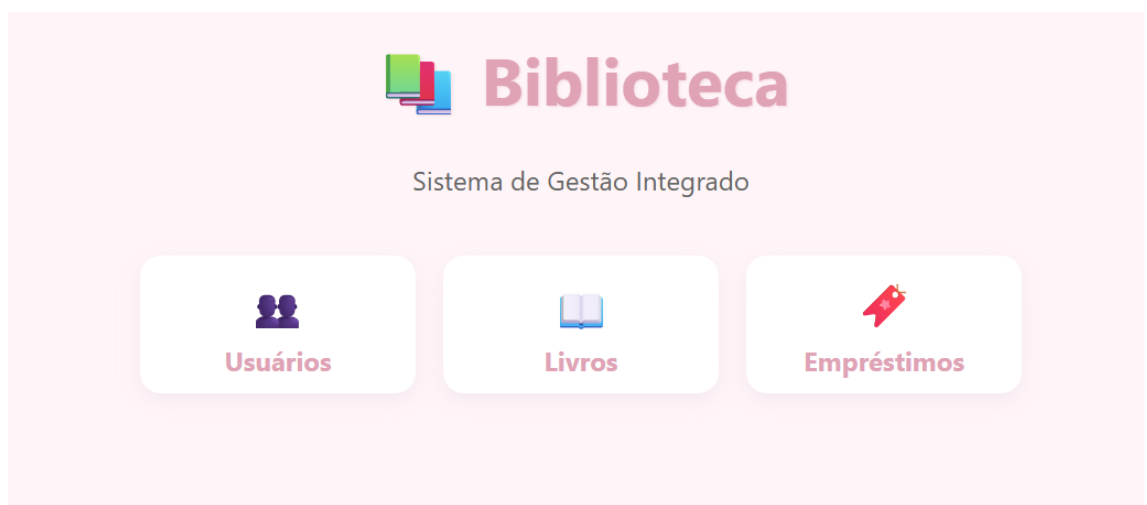 Biblioteca
Sistema de Gestão Integrado
Usuários
Livros
Empréstimos